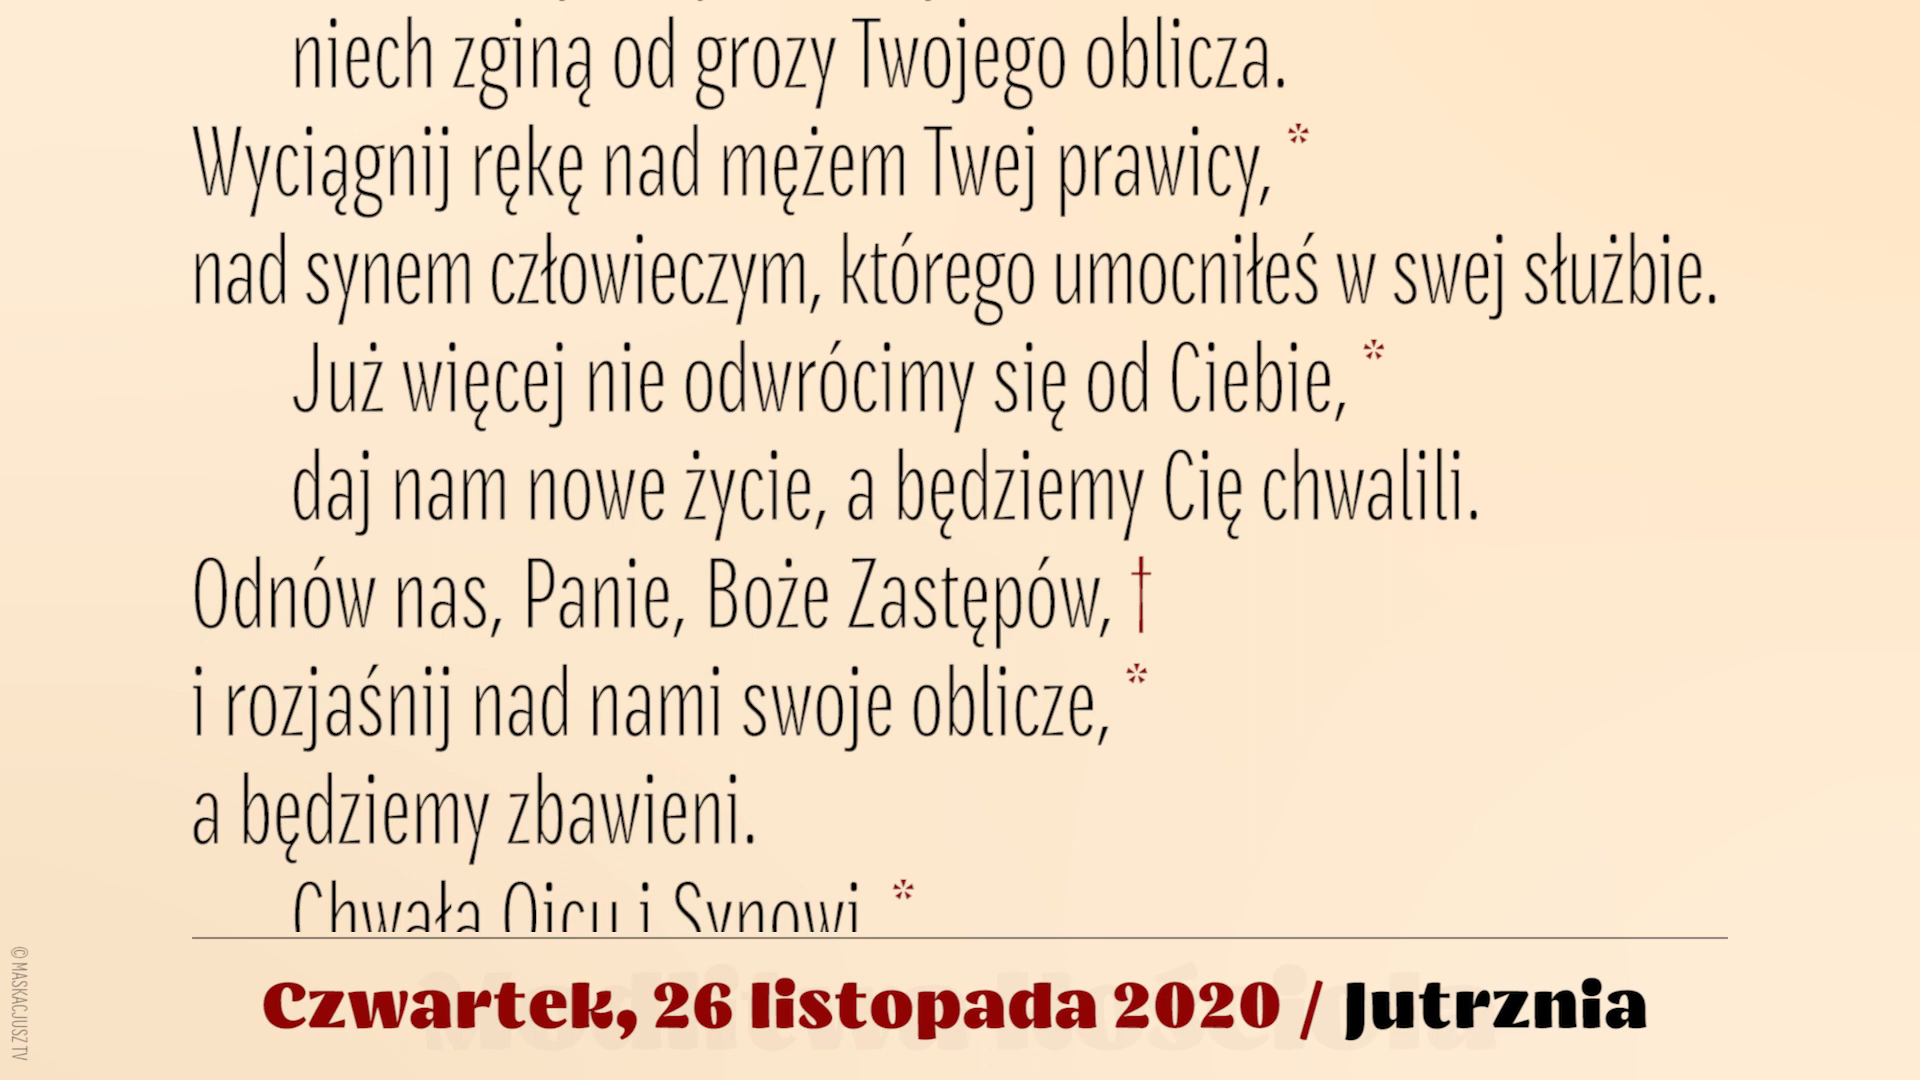 niech zginą od grozy Twojego oblicza.
Wyciągnij rękę nad mężem Twej prawicy, *
nad synem człowieczym, którego umocniłeś w swej służbie.
Już więcej nie odwrócimy się od Ciebie, *
daj nam nowe życie, a będziemy Cię chwalili.
Odnów nas, Panie, Boże Zastępów, †
i rozjaśnij nad nami swoje oblicze, *
a będziemy zbawieni.
Chwała Ojcu i Synowi *
Czwartek, 26 listopada 2020 / Jutrznia
© MASKACJUSZ TV